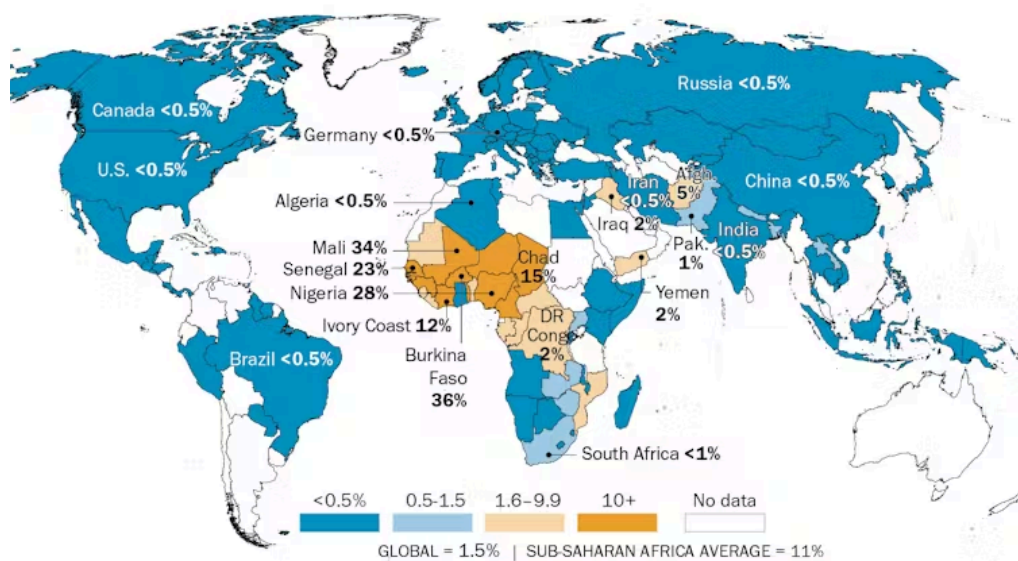 Canada <0.5%
U.S. <0.5%
Brazil <0.5%
Germany <0.5%
Algeria <0.5%
Mali 34%
Senegal 23%
Nigeria 28%
Ivory Coast 12%
Burkina
Faso
36%
Chad
15%
DR
Congo
2%
South Africa <1%
Russia <0.5%
China <0.5%
Iran
<0.5%
Iraq 2%
Afgh.
5%
Pak.
1%
India
<0.5%
Yemen
2%
<0.5% 0.5-1.5 1.6–9.9 10+ No data
GLOBAL = 1.5% | SUB-SAHARAN AFRICA AVERAGE = 11%